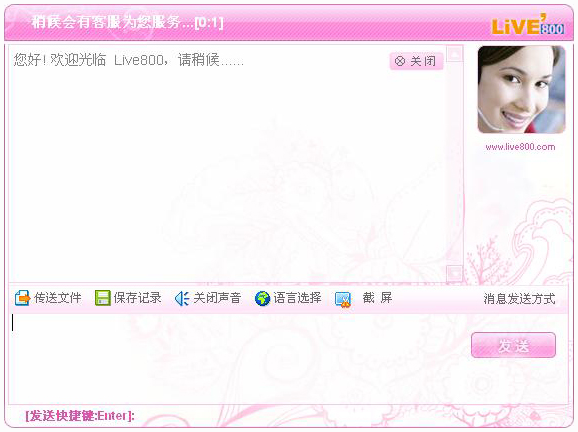 稍候会有客服为您服务...[0:1]
LiVE'800
您好! 欢迎光临 Live800，请稍候......
关 闭
www.live800.com
传送文件 保存记录 关闭声音 语言选择 截 屏 消息发送方式
发 送
[发送快捷键:Enter]: